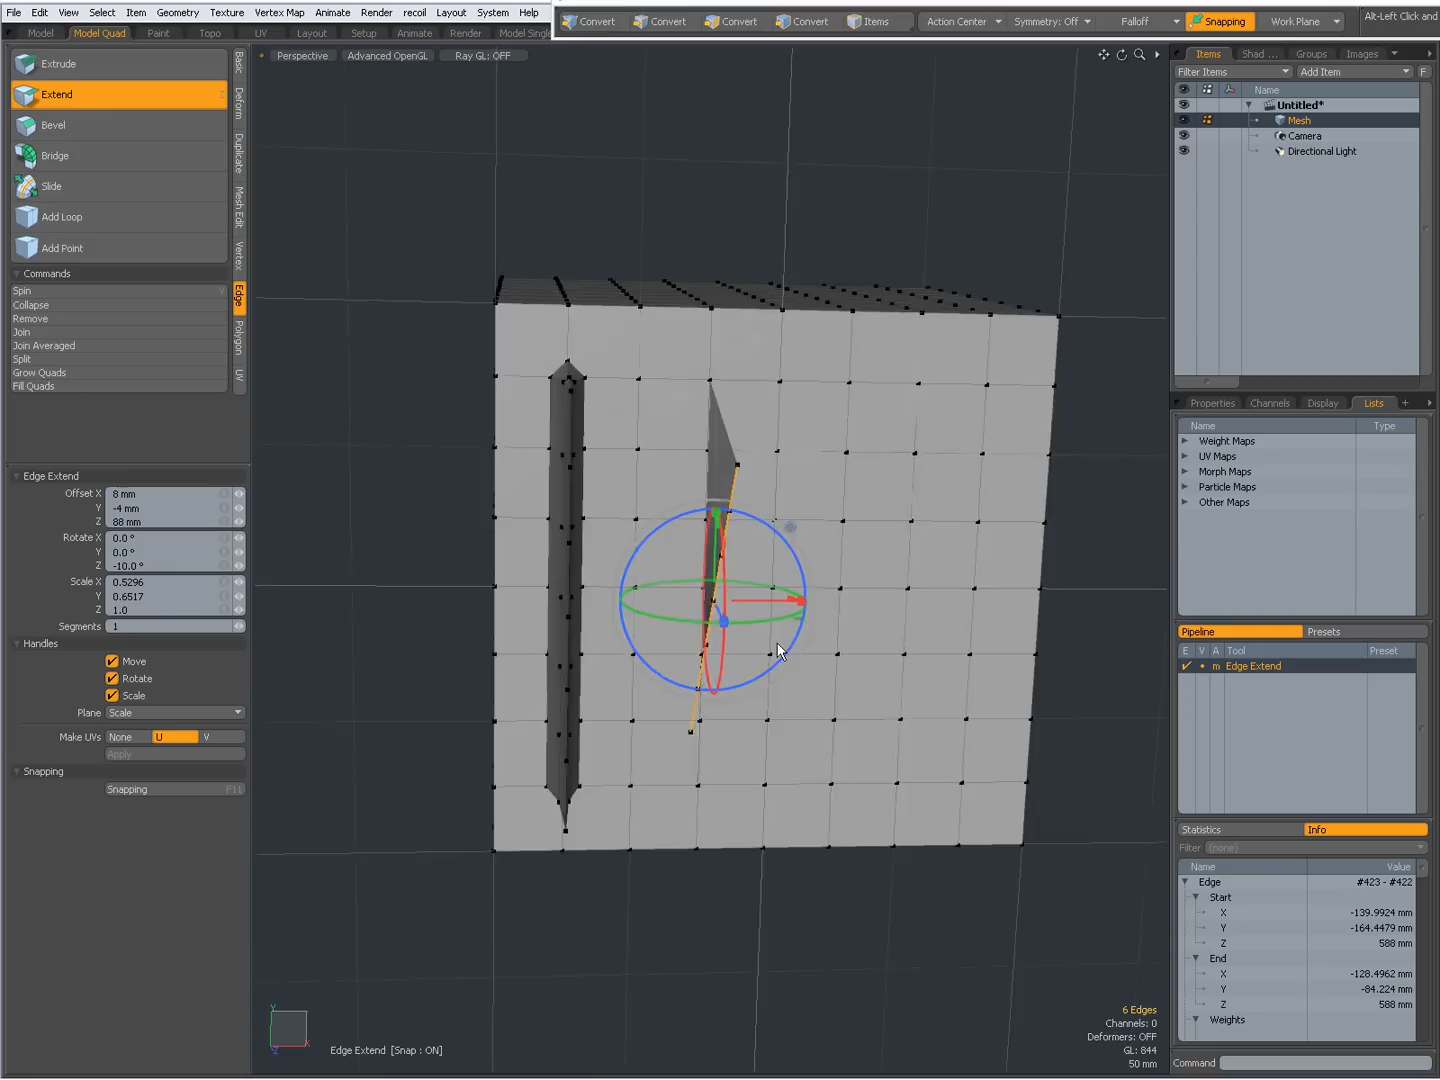 File Edit View Select Item Geometry Texture Vertex Map Animate Render recoil Layout System Help
Convert Convert Convert Convert Items Action Center Symmetry: Off Falloff Snapping Work Plane Alt-Left Click and
Model Model Quad Paint Topo UV Layout Setup Animate Render Model Single
Perspective Advanced OpenGL Ray GL: OFF
Extrude
Extend
Bevel
Bridge
Slide
Add Loop
Add Point
Commands
Spin V
Collapse
Remove
Join
Join Averaged
Split
Grow Quads
Fill Quads
Basic
Deform
Duplicate
Mesh Edit
Vertex
Edge
Polygon
UV
Edge Extend
Offset X 8 mm
Y -4 mm
Z 88 mm
Rotate X 0.0 °
Y 0.0 °
Z -10.0 °
Scale X 0.5296
Y 0.6517
Z 1.0
Segments 1
Handles
Move
Rotate
Scale
Plane Scale
Make UVs None U V
Apply
Snapping
Snapping F11
Y
X
Z
Edge Extend [Snap : ON]
6 Edges
Channels: 0
Deformers: OFF
GL: 844
50 mm
Items Shad ... Groups Images
Filter Items Add Item F
Name
Untitled*
Mesh
Camera
Directional Light
Properties Channels Display Lists +
Name Type
Weight Maps
UV Maps
Morph Maps
Particle Maps
Other Maps
Pipeline Presets
E V A Tool Preset
m Edge Extend
Statistics Info
Filter (none)
Name Value
Edge #423 - #422
Start
X -139.9924 mm
Y -164.4479 mm
Z 588 mm
End
X -128.4962 mm
Y -84.224 mm
Z 588 mm
Weights
Command